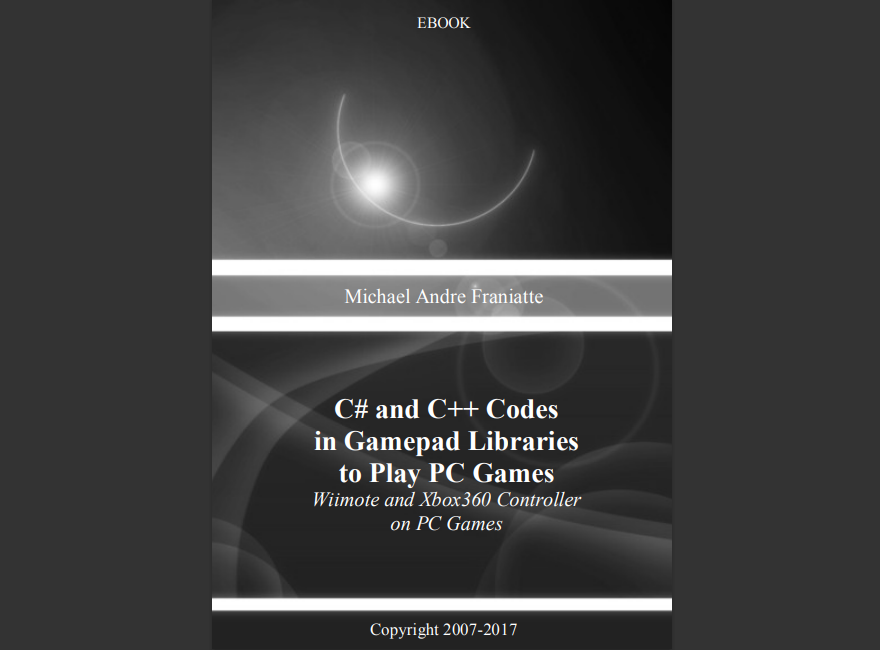 EBOOK
Michael Andre Franiatte
C# and C++ Codes
in Gamepad Libraries
to Play PC Games
Wiimote and Xbox360 Controller
on PC Games
Copyright 2007-2017